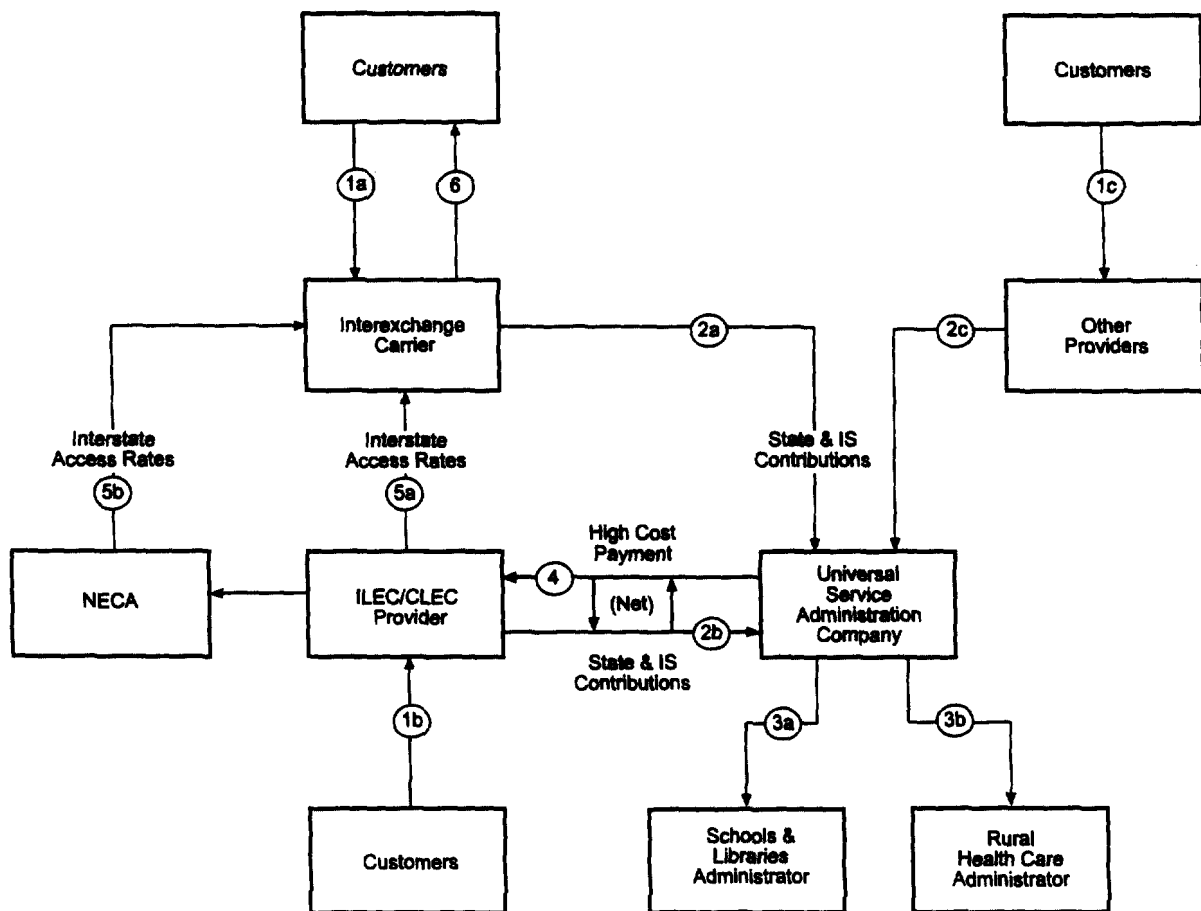 Customers
Customers
1a
6
1c
Interexchange
Carrier
2a
2c
Other
Providers
Interstate
Access Rates
Interstate
Access Rates
State & IS
Contributions
5b
5a
High Cost
Payment
NECA
ILEC/CLEC
Provider
4
(Net)
2b
Universal
Service
Administration
Company
State & IS
Contributions
1b
3a
3b
Customers
Schools &
Libraries
Administrator
Rural
Health Care
Administrator